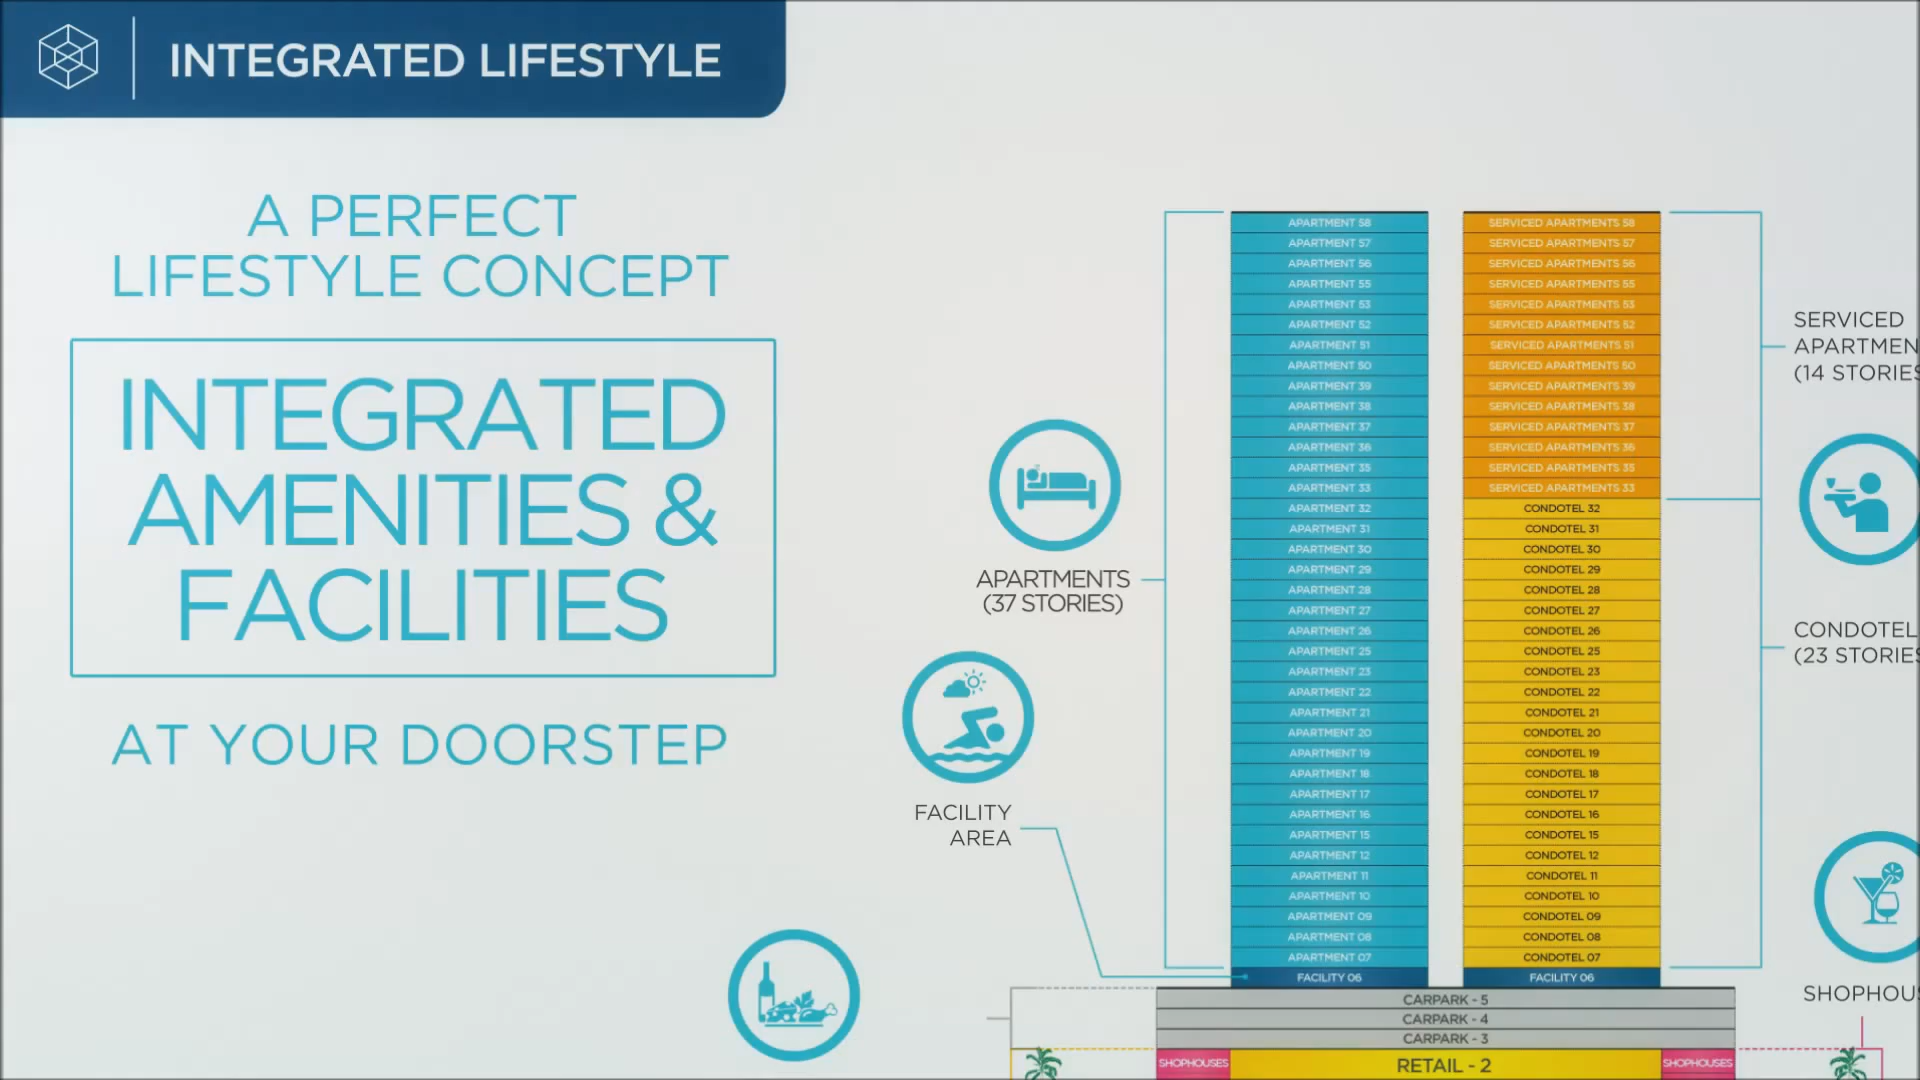 INTEGRATED LIFESTYLE
A PERFECT
LIFESTYLE CONCEPT
INTEGRATED
AMENITIES &
FACILITIES
AT YOUR DOORSTEP
APARTMENTS
(37 STORIES)
FACILITY
AREA
APARTMENT 58
APARTMENT 57
APARTMENT 56
APARTMENT 55
APARTMENT 53
APARTMENT 52
APARTMENT 51
APARTMENT 50
APARTMENT 39
APARTMENT 38
APARTMENT 37
APARTMENT 36
APARTMENT 35
APARTMENT 33
APARTMENT 32
APARTMENT 31
APARTMENT 30
APARTMENT 29
APARTMENT 28
APARTMENT 27
APARTMENT 26
APARTMENT 25
APARTMENT 23
APARTMENT 22
APARTMENT 21
APARTMENT 20
APARTMENT 19
APARTMENT 18
APARTMENT 17
APARTMENT 16
APARTMENT 15
APARTMENT 12
APARTMENT 11
APARTMENT 10
APARTMENT 09
APARTMENT 08
APARTMENT 07
FACILITY 06
SERVICED APARTMENTS 58
SERVICED APARTMENTS 57
SERVICED APARTMENTS 56
SERVICED APARTMENTS 55
SERVICED APARTMENTS 53
SERVICED APARTMENTS 52
SERVICED APARTMENTS 51
SERVICED APARTMENTS 50
SERVICED APARTMENTS 39
SERVICED APARTMENTS 38
SERVICED APARTMENTS 37
SERVICED APARTMENTS 36
SERVICED APARTMENTS 35
SERVICED APARTMENTS 33
CONDOTEL 32
CONDOTEL 31
CONDOTEL 30
CONDOTEL 29
CONDOTEL 28
CONDOTEL 27
CONDOTEL 26
CONDOTEL 25
CONDOTEL 23
CONDOTEL 22
CONDOTEL 21
CONDOTEL 20
CONDOTEL 19
CONDOTEL 18
CONDOTEL 17
CONDOTEL 16
CONDOTEL 15
CONDOTEL 12
CONDOTEL 11
CONDOTEL 10
CONDOTEL 09
CONDOTEL 08
CONDOTEL 07
FACILITY 06
SERVICED
APARTMEN
(14 STORIES
CONDOTEL
(23 STORIES
SHOPHOUS
CARPARK - 5
CARPARK - 4
CARPARK - 3
SHOPHOUSES RETAIL - 2 SHOPHOUSES